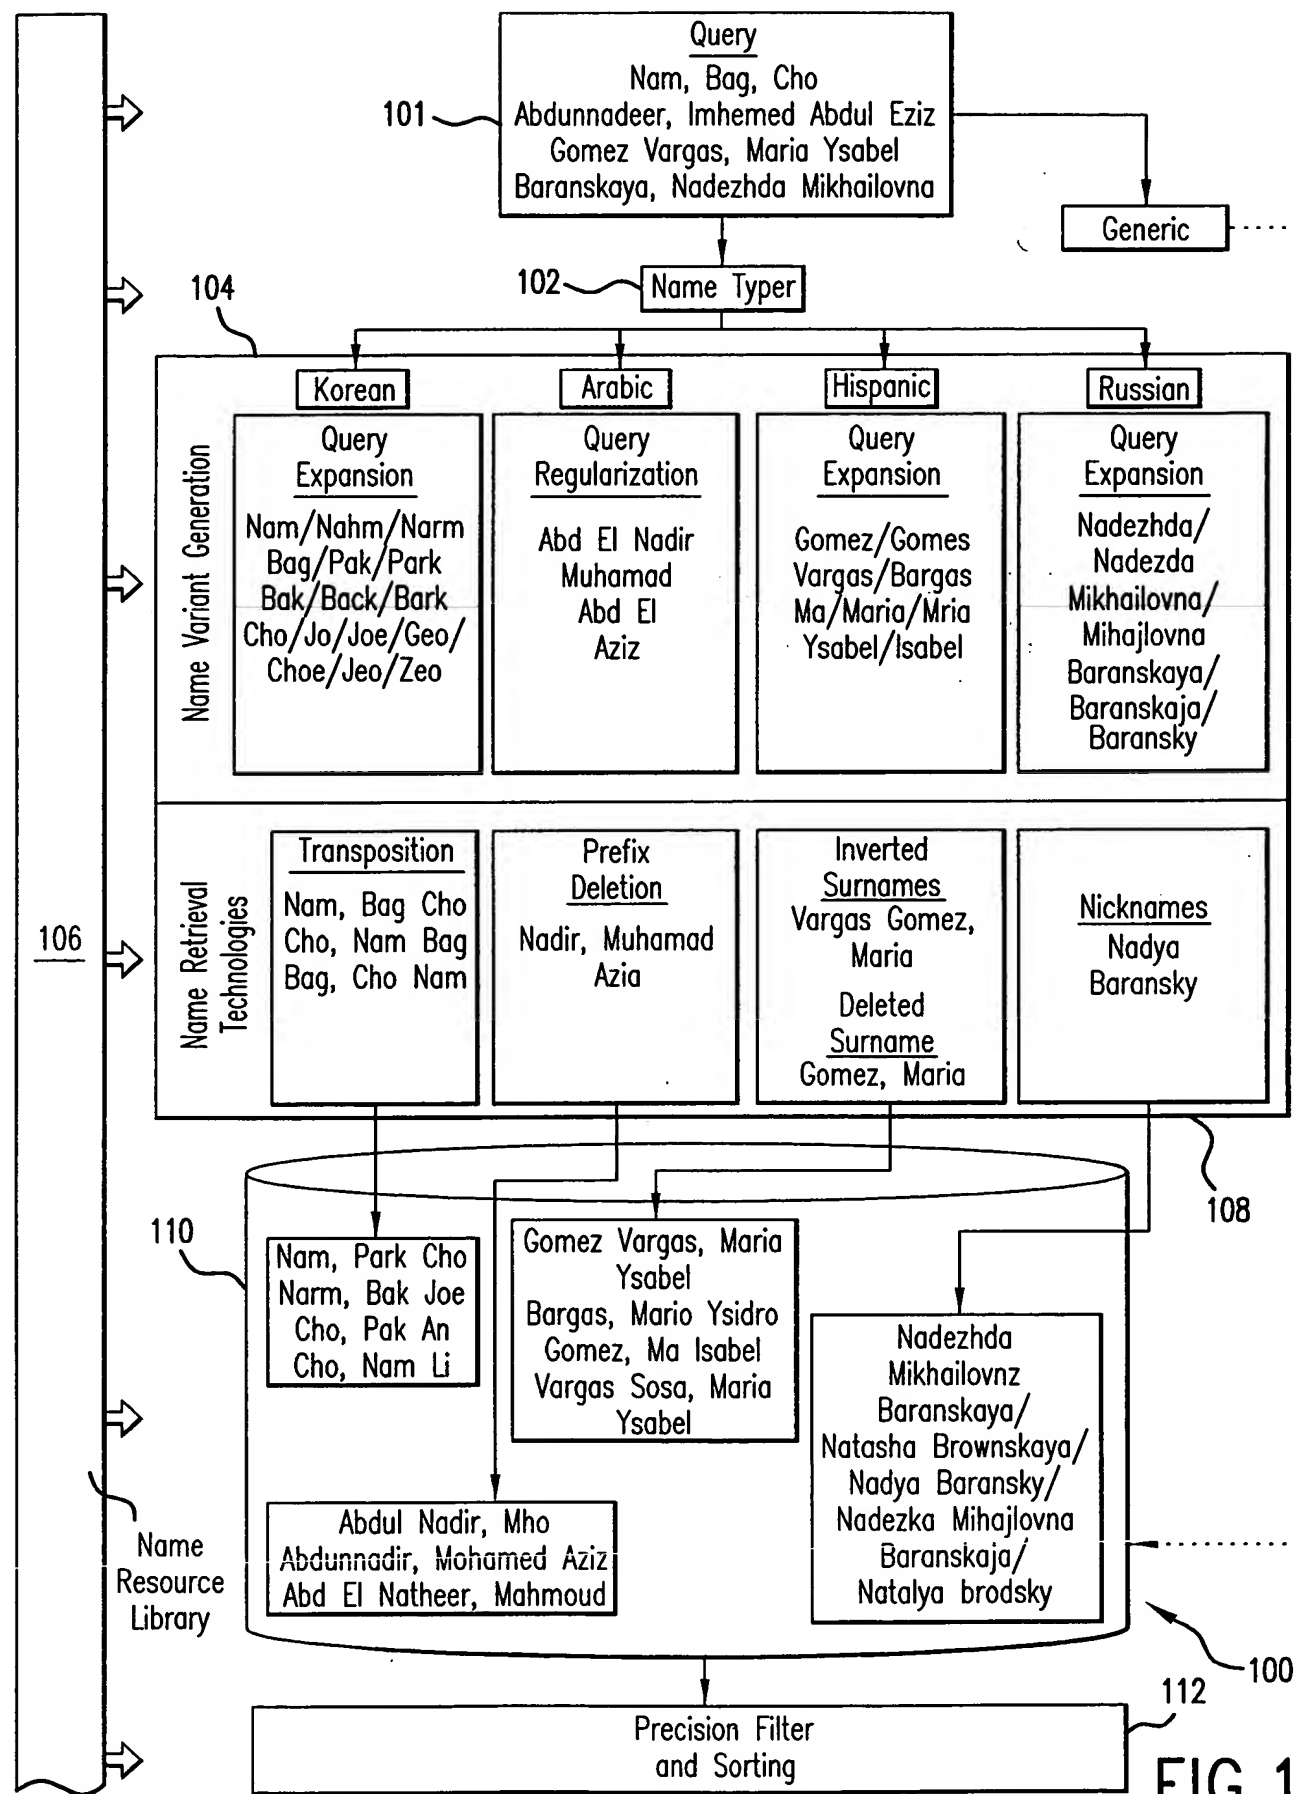 Query
Nam, Bag, Cho
Abdunnadeer, Imhemed Abdul Eziz
Gomez Vargas, Maria Ysabel
Baranskaya, Nadezhda Mikhailovna
101
Generic
102
Name Typer
104
Korean
Arabic
Hispanic
Russian
Name Variant Generation
Query
Expansion
Nam/Nahm/Narm
Bag/Pak/Park
Bak/Back/Bark
Cho/Jo/Joe/Geo/
Choe/Jeo/Zeo
Query
Regularization
Abd El Nadir
Muhamad
Abd El
Aziz
Query
Expansion
Gomez/Gomes
Vargas/Bargas
Ma/Maria/Mria
Ysabel/Isabel
Query
Expansion
Nadezhda/
Nadezda
Mikhailovna/
Mihajlovna
Baranskaya/
Baranskaja/
Baransky
106
Name Retrieval
Technologies
Transposition
Nam, Bag Cho
Cho, Nam Bag
Bag, Cho Nam
Prefix
Deletion
Nadir, Muhamad
Azia
Inverted
Surnames
Vargas Gomez,
Maria
Deleted
Surname
Gomez, Maria
Nicknames
Nadya
Baransky
108
110
Nam, Park Cho
Narm, Bak Joe
Cho, Pak An
Cho, Nam Li
Gomez Vargas, Maria
Ysabel
Bargas, Mario Ysidro
Gomez, Ma Isabel
Vargas Sosa, Maria
Ysabel
Nadezhda
Mikhailovnz
Baranskaya/
Natasha Brownskaya/
Nadya Baransky/
Nadezka Mihajlovna
Baranskaja/
Natalya brodsky
Abdul Nadir, Mho
Abdunnadir, Mohamed Aziz
Abd El Natheer, Mahmoud
Name
Resource
Library
100
112
Precision Filter
and Sorting
FIG. 1